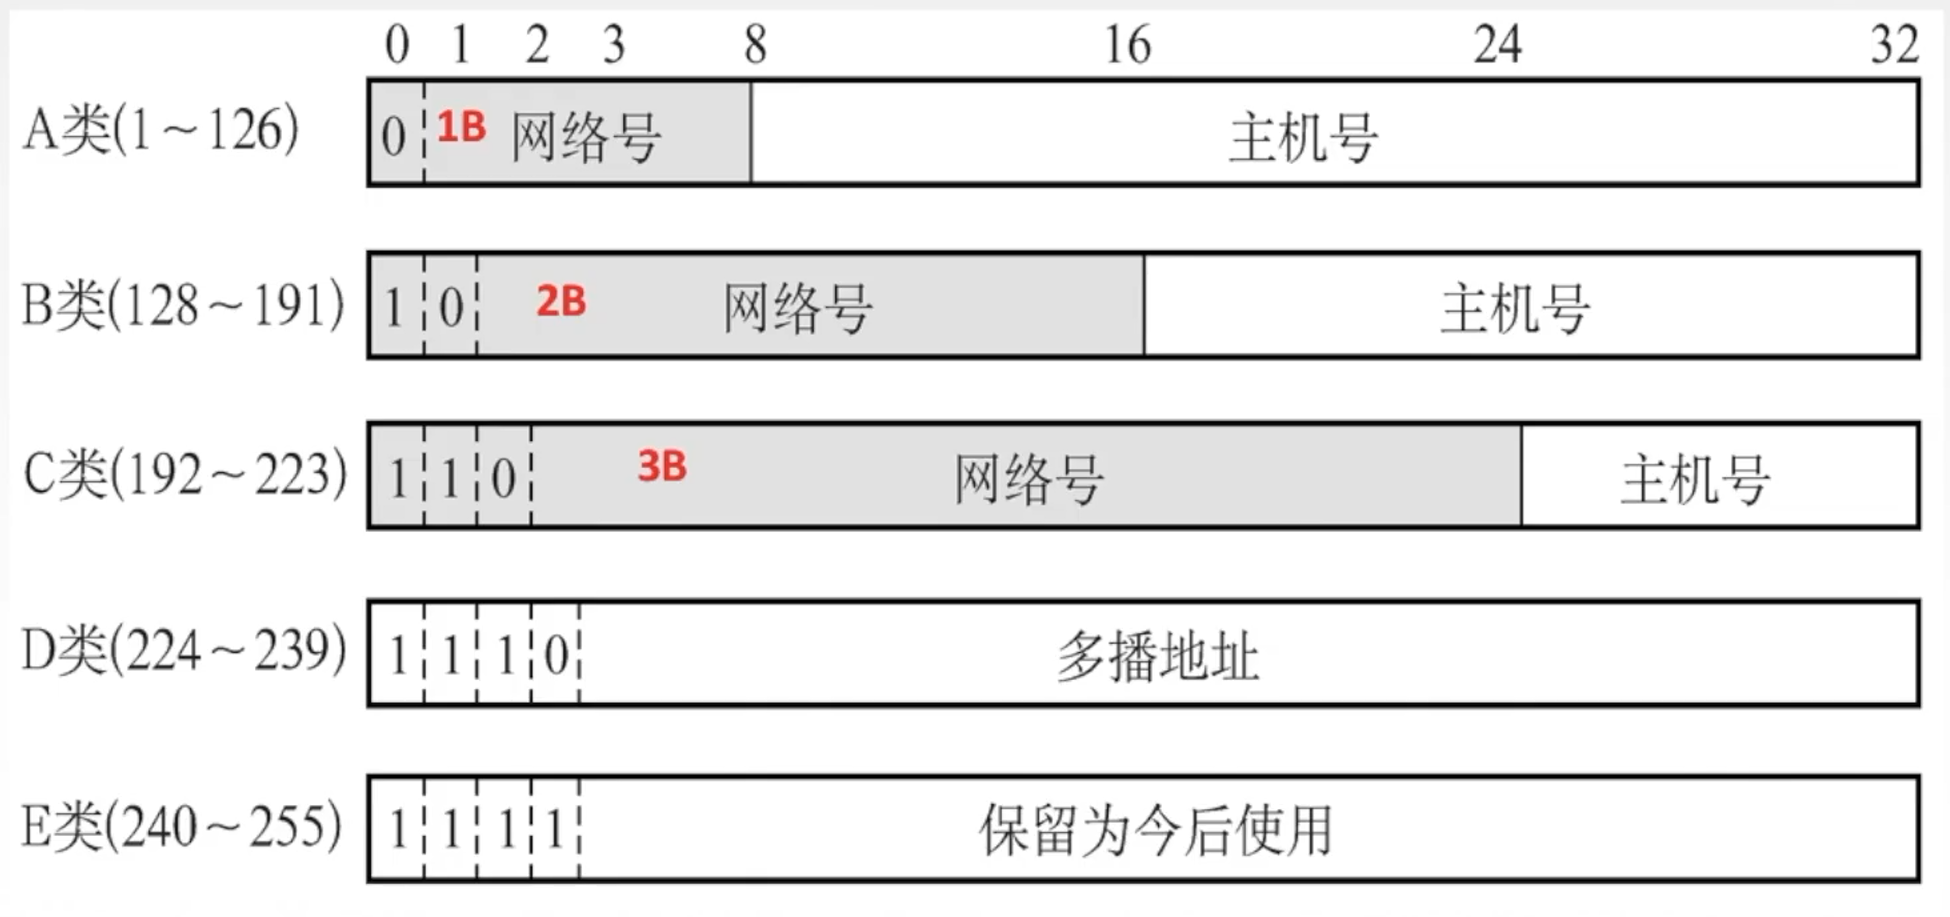 0 1 2 3 8 16 24 32
A类(1～126) 0 1B 网络号 主机号
B类(128～191) 1 0 2B 网络号 主机号
C类(192～223) 1 1 0 3B 网络号 主机号
D类(224～239) 1 1 1 0 多播地址
E类(240～255) 1 1 1 1 保留为今后使用